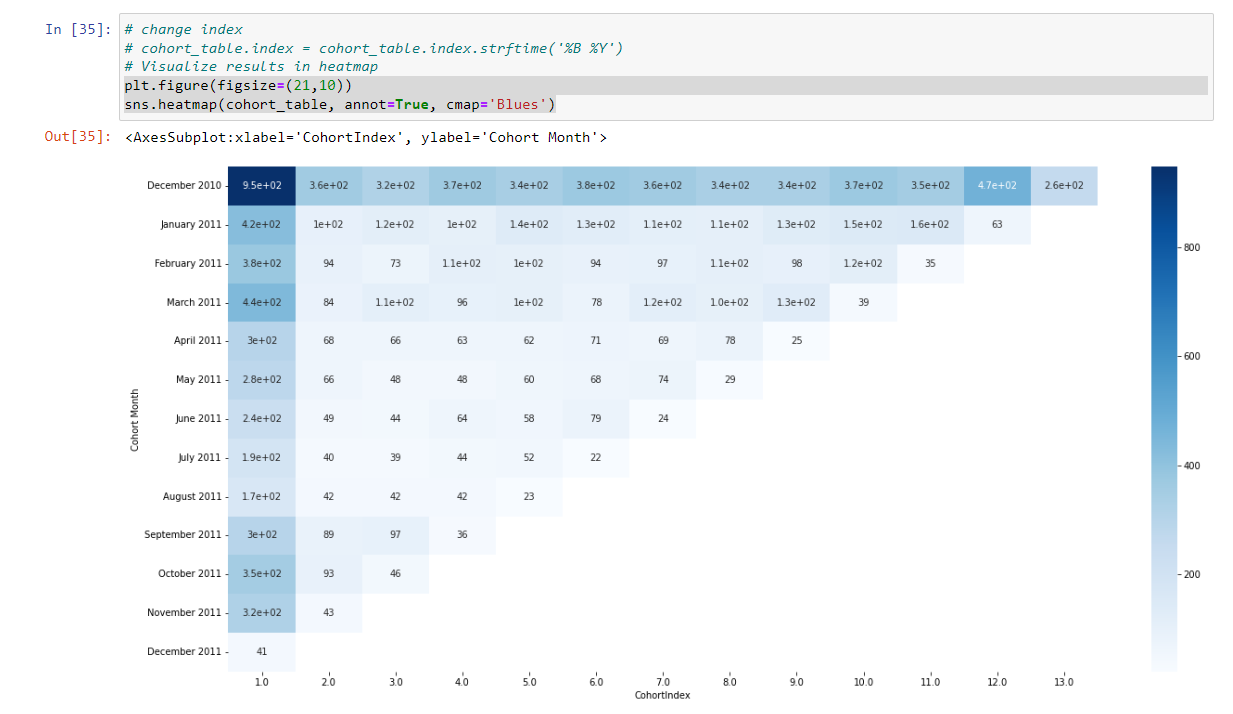 In [35]: # change index
# cohort_table.index = cohort_table.index.strftime('%B %Y')
# Visualize results in heatmap
plt.figure(figsize=(21,10))
sns.heatmap(cohort_table, annot=True, cmap='Blues')
Out[35]: <AxesSubplot:xlabel='CohortIndex', ylabel='Cohort Month'>
December 2010 9.5e+02 3.6e+02 3.2e+02 3.7e+02 3.4e+02 3.8e+02 3.6e+02 3.4e+02 3.4e+02 3.7e+02 3.5e+02 4.7e+02 2.6e+02
January 2011 4.2e+02 1e+02 1.2e+02 1e+02 1.4e+02 1.3e+02 1.1e+02 1.1e+02 1.3e+02 1.5e+02 1.6e+02 63
February 2011 3.8e+02 94 73 1.1e+02 1e+02 94 97 1.1e+02 98 1.2e+02 35
March 2011 4.4e+02 84 1.1e+02 96 1e+02 78 1.2e+02 1.0e+02 1.3e+02 39
April 2011 3e+02 68 66 63 62 71 69 78 25
May 2011 2.8e+02 66 48 48 60 68 74 29
June 2011 2.4e+02 49 44 64 58 79 24
July 2011 1.9e+02 40 39 44 52 22
August 2011 1.7e+02 42 42 42 23
September 2011 3e+02 89 97 36
October 2011 3.5e+02 93 46
November 2011 3.2e+02 43
December 2011 41
1.0 2.0 3.0 4.0 5.0 6.0 7.0 8.0 9.0 10.0 11.0 12.0 13.0
CohortIndex
Cohort Month
800
600
400
200